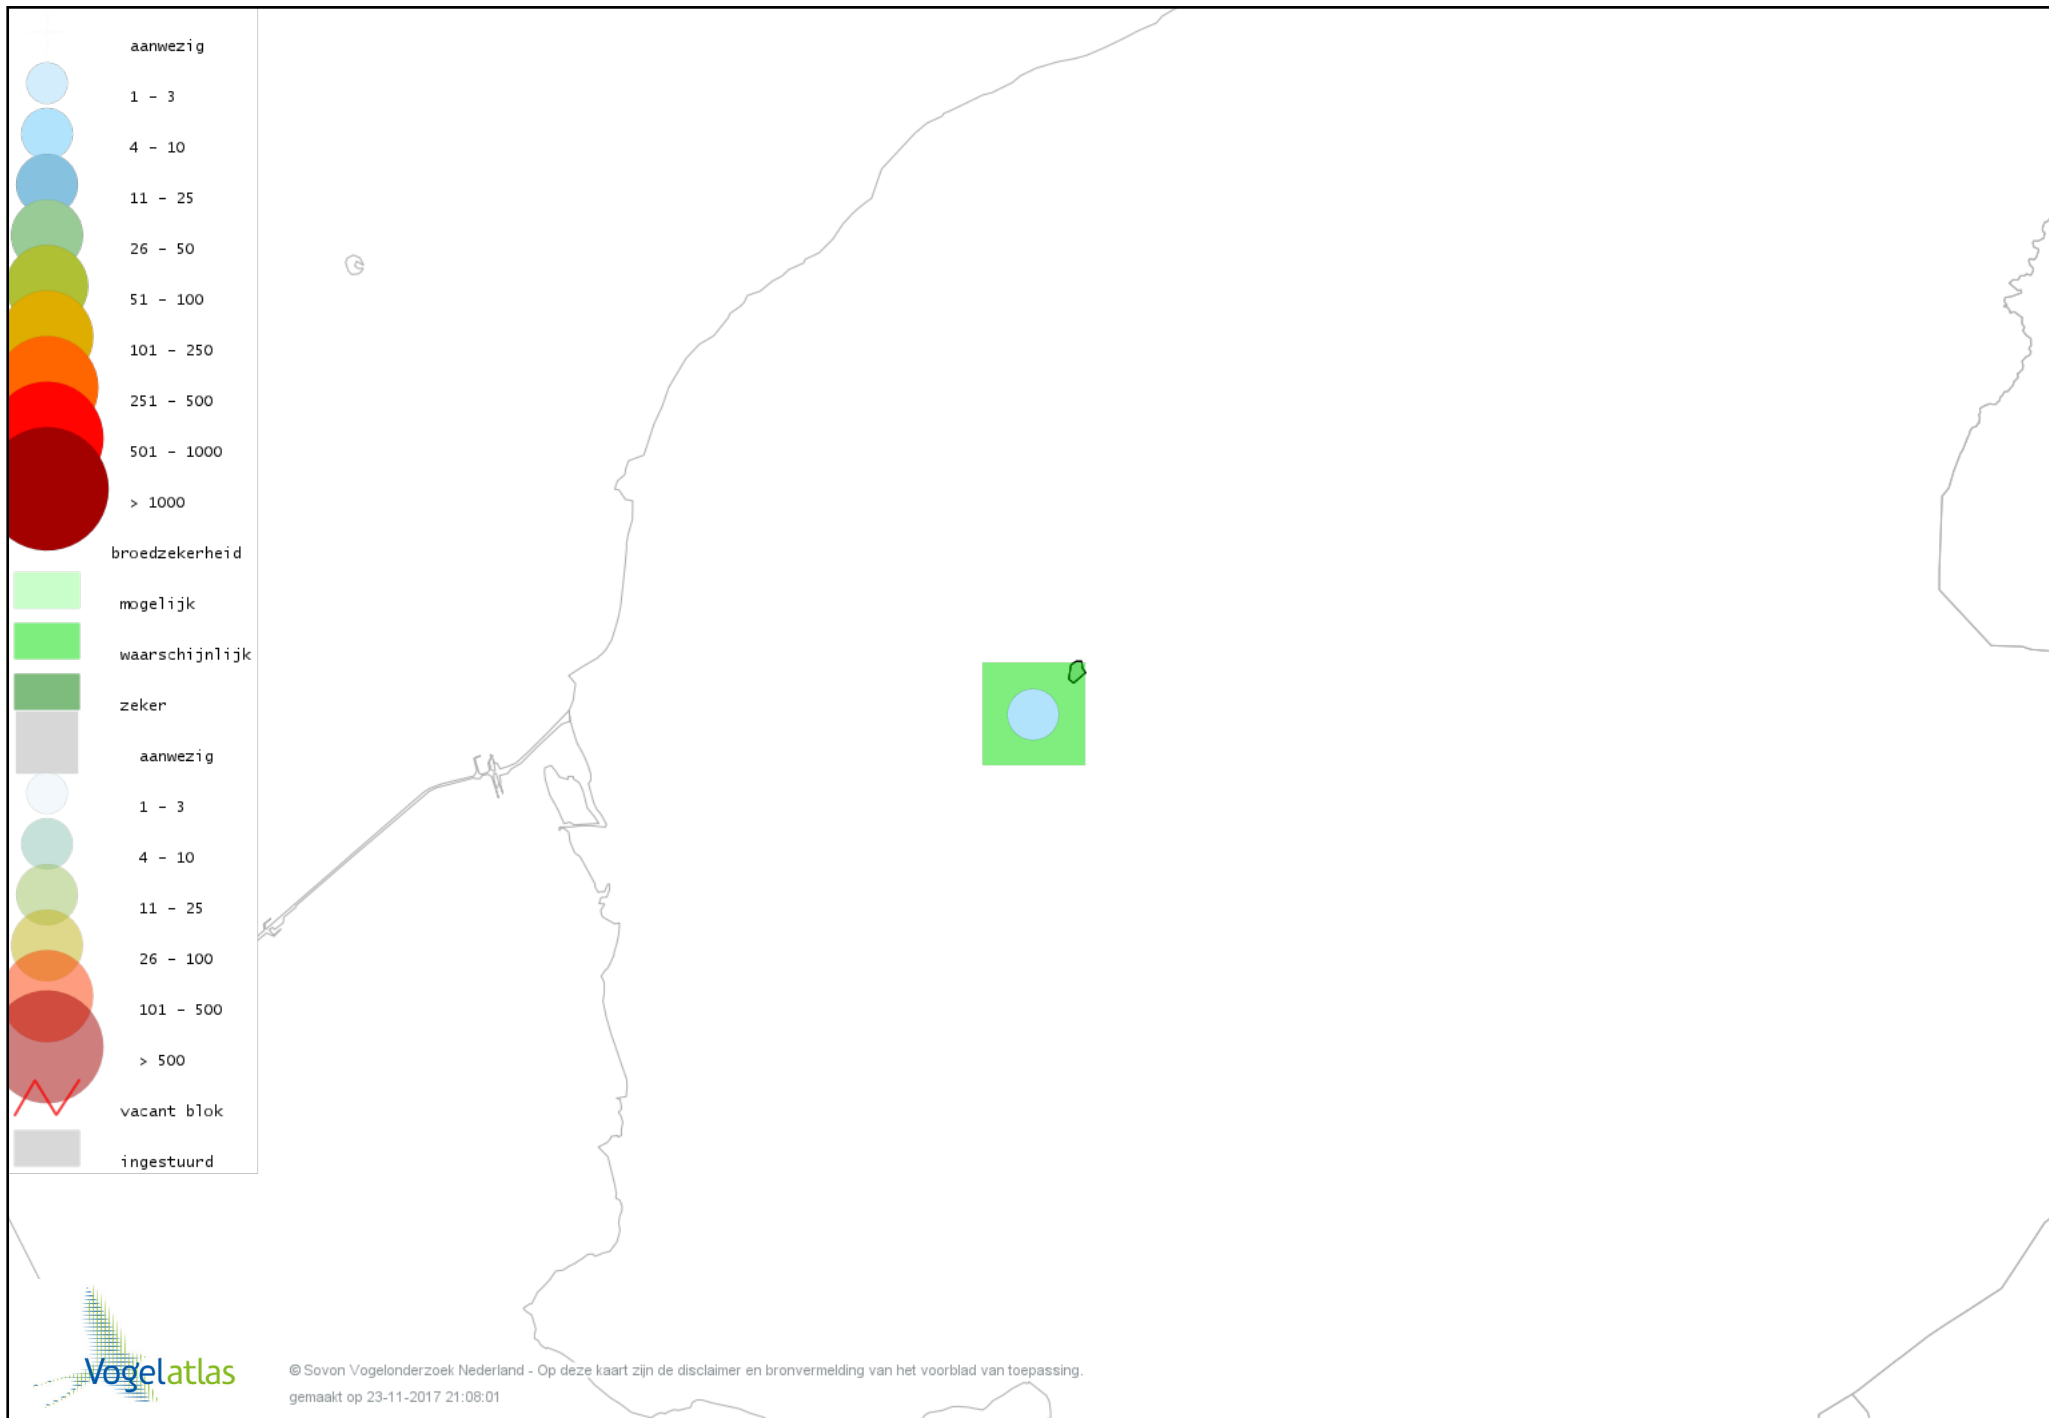 aanwezig
1 - 3
4 - 10
11 - 25
26 - 50
51 - 100
101 - 250
251 - 500
501 - 1000
> 1000
broedzekerheid
mogelijk
waarschijnlijk
zeker
aanwezig
1 - 3
4 - 10
11 - 25
26 - 100
101 - 500
> 500
vacant blok
ingestuurd
Vogelatlas
© Sovon Vogelonderzoek Nederland - Op deze kaart zijn de disclaimer en bronvermelding van het voorblad van toepassing.
gemaakt op 23-11-2017 21:08:01